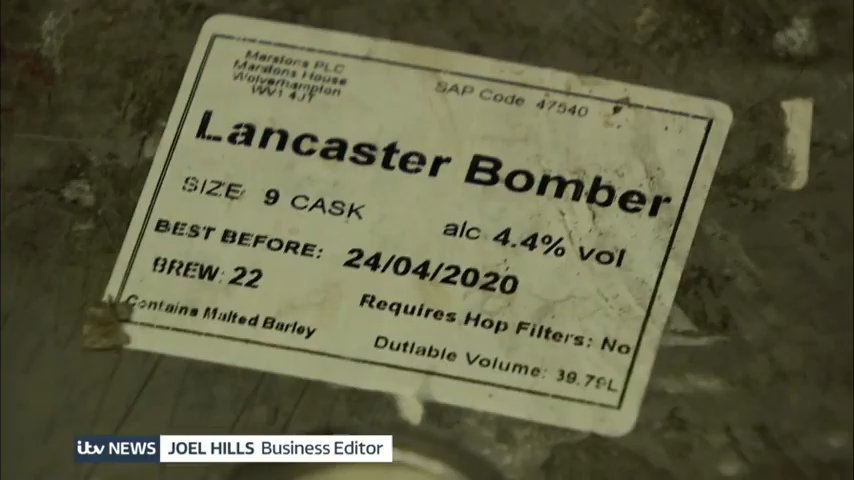 Marstons PLC
Marstons House
Wolverhampton
WV1 4JT
SAP Code 47540
Lancaster Bomber
SIZE 9 CASK
alc 4.4% vol
BEST BEFORE: 24/04/2020
BREW: 22
Requires Hop Filters: No
Contains Malted Barley
Dutiable Volume: 39.79L
itv NEWS JOEL HILLS Business Editor